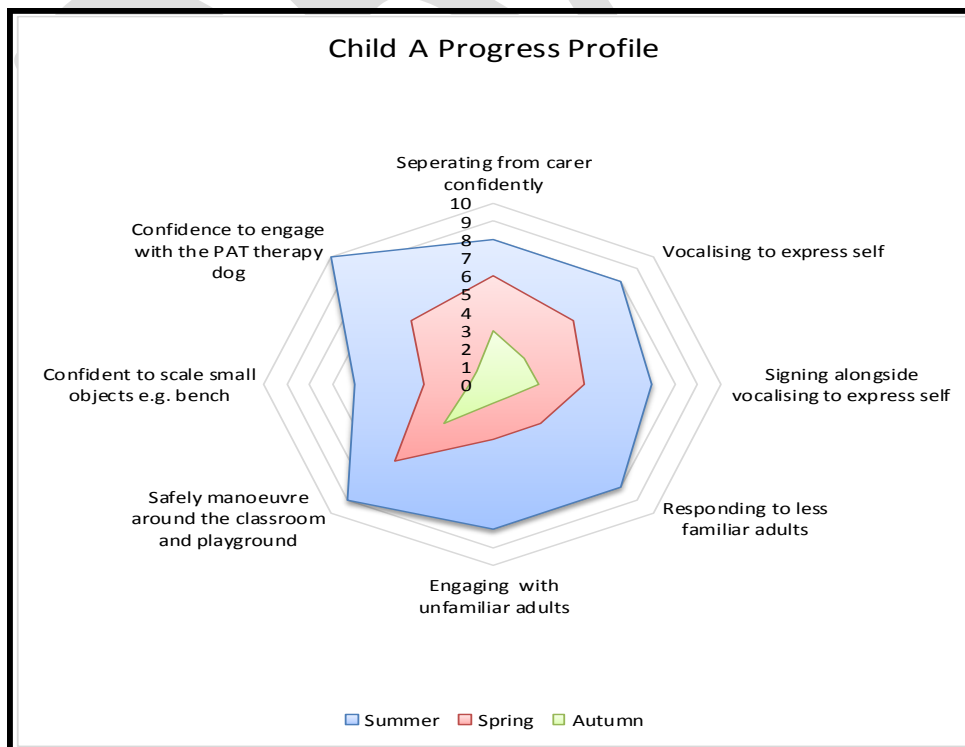 Child A Progress Profile
Seperating from carer
confidently
Vocalising to express self
Signing alongside
vocalising to express self
Responding to less
familiar adults
Engaging with
unfamiliar adults
Safely manoeuvre
around the classroom
and playground
Confident to scale small
objects e.g. bench
Confidence to engage
with the PAT therapy
dog
10
9
8
7
6
5
4
3
2
1
0
Summer Spring Autumn